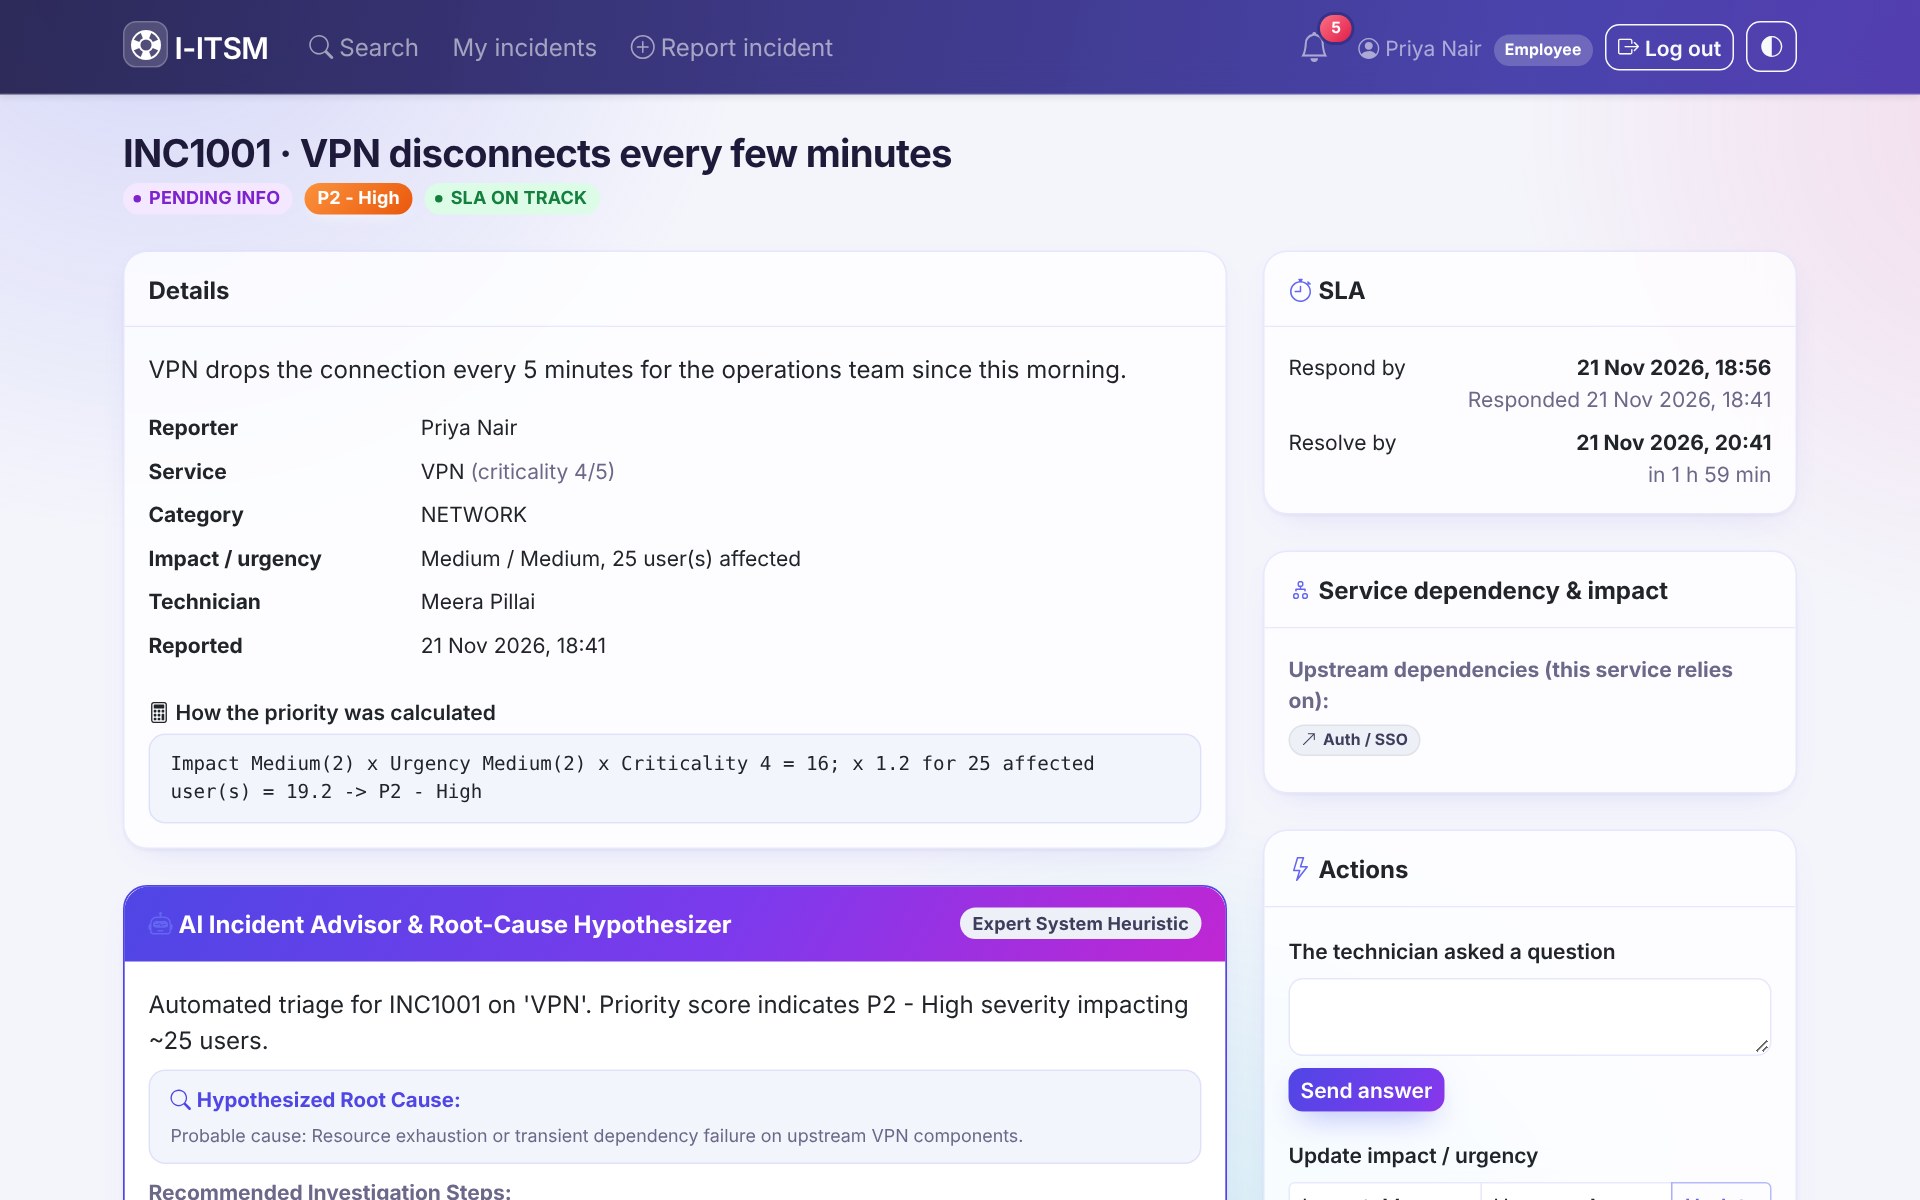 I-ITSM
Search
My incidents
Report incident
5
Priya Nair
Employee
Log out
INC1001 · VPN disconnects every few minutes
PENDING INFO
P2 - High
SLA ON TRACK
Details
VPN drops the connection every 5 minutes for the operations team since this morning.
Reporter Priya Nair
Service VPN (criticality 4/5)
Category NETWORK
Impact / urgency Medium / Medium, 25 user(s) affected
Technician Meera Pillai
Reported 21 Nov 2026, 18:41
How the priority was calculated
Impact Medium(2) x Urgency Medium(2) x Criticality 4 = 16; x 1.2 for 25 affected
user(s) = 19.2 -> P2 - High
AI Incident Advisor & Root-Cause Hypothesizer
Expert System Heuristic
Automated triage for INC1001 on 'VPN'. Priority score indicates P2 - High severity impacting
~25 users.
Hypothesized Root Cause:
Probable cause: Resource exhaustion or transient dependency failure on upstream VPN components.
Recommended Investigation Steps:
SLA
Respond by 21 Nov 2026, 18:56
Responded 21 Nov 2026, 18:41
Resolve by 21 Nov 2026, 20:41
in 1 h 59 min
Service dependency & impact
Upstream dependencies (this service relies
on):
Auth / SSO
Actions
The technician asked a question
Send answer
Update impact / urgency